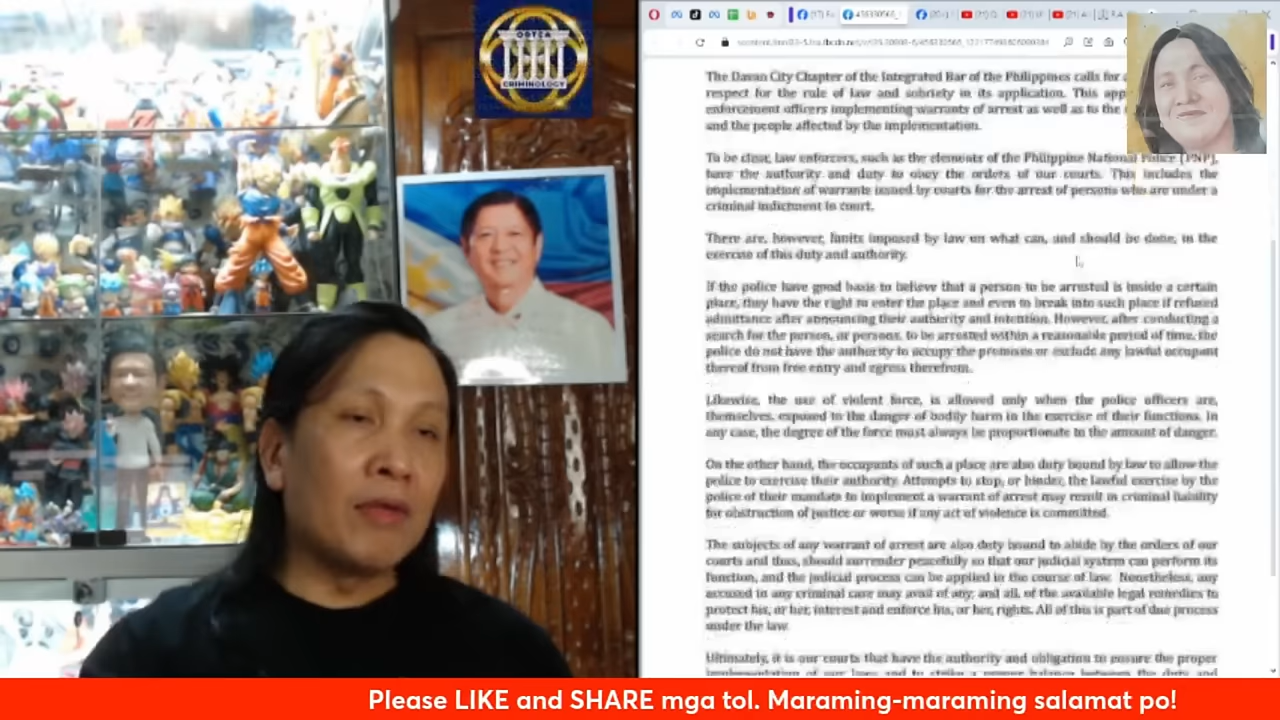 ORTEA
CRIMINOLOGY
The Davao City Chapter of the Integrated Bar of the Philippines calls for
respect for the rule of law and sobriety in its application. This
enforcement officers implementing warrants of arrest as well as to the
and the people affected by the implementation.
To be clear, law enforcers, such as the elements of the Philippine National Police [PNP],
have the authority and duty to obey the orders of our courts. This includes the
implementation of warrants issued by courts for the arrest of persons who are under a
criminal indictment in court.
There are, however, limits imposed by law on what can, and should be done, in the
exercise of this duty and authority.
If the police have good basis to believe that a person to be arrested is inside a certain
place, they have the right to enter the place and even to break into such place if refused
admittance after announcing their authority and intention. However, after conducting a
search for the person, or persons, to be arrested within a reasonable period of time, the
police do not have the authority to occupy the premises or exclude any lawful occupant
thereof from free entry and egress therefrom.
Likewise, the use of violent force, is allowed only when the police officers are,
themselves, exposed to the danger of bodily harm in the exercise of their functions. In
any case, the degree of the force must always be proportionate to the amount of danger.
On the other hand, the occupants of such a place are also duty bound by law to allow the
police to exercise their authority. Attempts to stop, or hinder, the lawful exercise by the
police of their mandate to implement a warrant of arrest may result in criminal liability
for obstruction of justice or worse if any act of violence is committed.
The subjects of any warrant of arrest are also duty bound to abide by the orders of our
courts and thus, should surrender peacefully so that our judicial system can perform its
function, and the judicial process can be applied in the course of law. Nonetheless, any
accused in any criminal case may avail of any, and all, of the available legal remedies to
protect his, or her, interest and enforce his, or her, rights. All of this is part of due process
under the law.
Ultimately, it is our courts that have the authority and obligation to ensure the proper
implementation of our laws and to strike a proper balance between the duty and
Please LIKE and SHARE mga tol. Maraming-maraming salamat po!